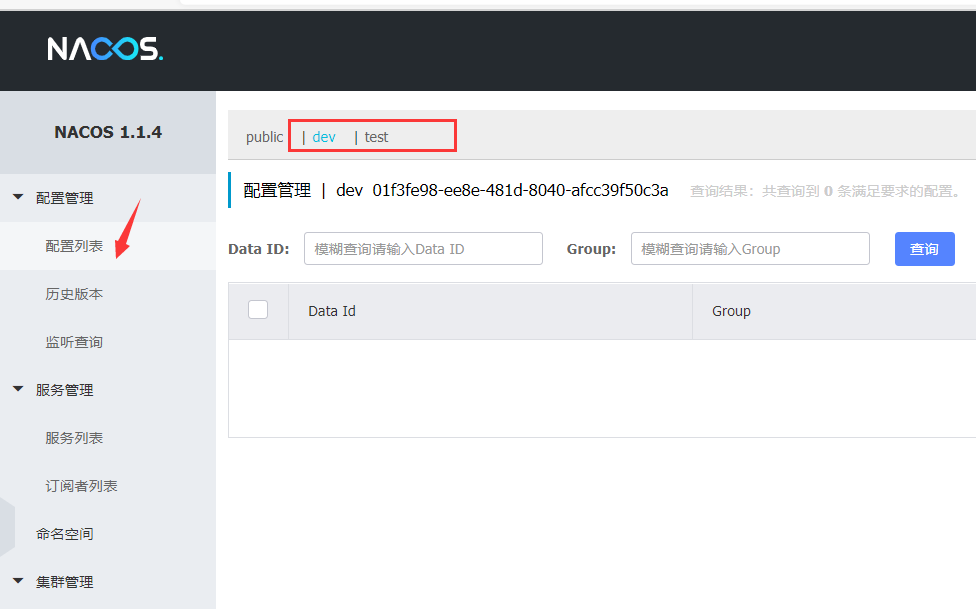 NACOS.
NACOS 1.1.4
配置管理
配置列表
历史版本
监听查询
服务管理
服务列表
订阅者列表
命名空间
集群管理
public | dev | test
配置管理 | dev 01f3fe98-ee8e-481d-8040-afcc39f50c3a 查询结果：共查询到 0 条满足要求的配置。
Data ID: 模糊查询请输入Data ID Group: 模糊查询请输入Group 查询
Data Id Group